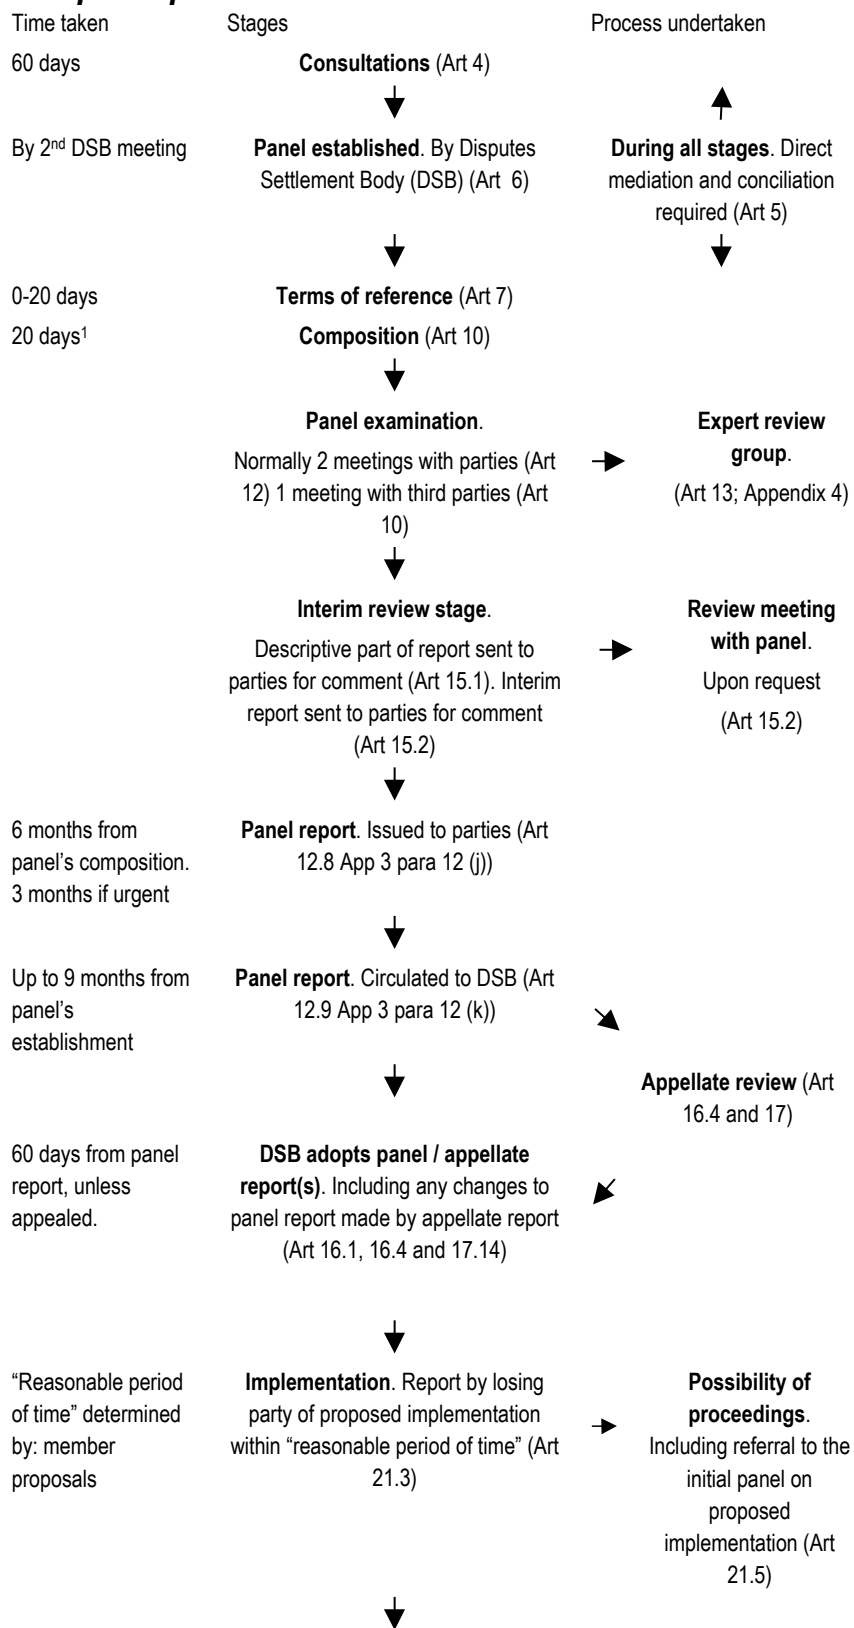 Time taken Stages Process undertaken
60 days Consultations (Art 4)
By 2nd DSB meeting
Panel established. By Disputes
Settlement Body (DSB) (Art 6)
During all stages. Direct
mediation and conciliation
required (Art 5)
0-20 days Terms of reference (Art 7)
20 days1 Composition (Art 10)
Panel examination.
Normally 2 meetings with parties (Art
12) 1 meeting with third parties (Art
10)
Expert review
group.
(Art 13; Appendix 4)
Interim review stage.
Descriptive part of report sent to
parties for comment (Art 15.1). Interim
report sent to parties for comment
(Art 15.2)
Review meeting
with panel.
Upon request
(Art 15.2)
6 months from
panel’s composition.
3 months if urgent
Panel report. Issued to parties (Art
12.8 App 3 para 12 (j))
Up to 9 months from
panel’s
establishment
Panel report. Circulated to DSB (Art
12.9 App 3 para 12 (k))
Appellate review (Art
16.4 and 17)
60 days from panel
report, unless
appealed.
DSB adopts panel / appellate
report(s). Including any changes to
panel report made by appellate report
(Art 16.1, 16.4 and 17.14)
“Reasonable period
of time” determined
by: member
proposals
Implementation. Report by losing
party of proposed implementation
within “reasonable period of time” (Art
21.3)
Possibility of
proceedings.
Including referral to the
initial panel on
proposed
implementation (Art
21.5)